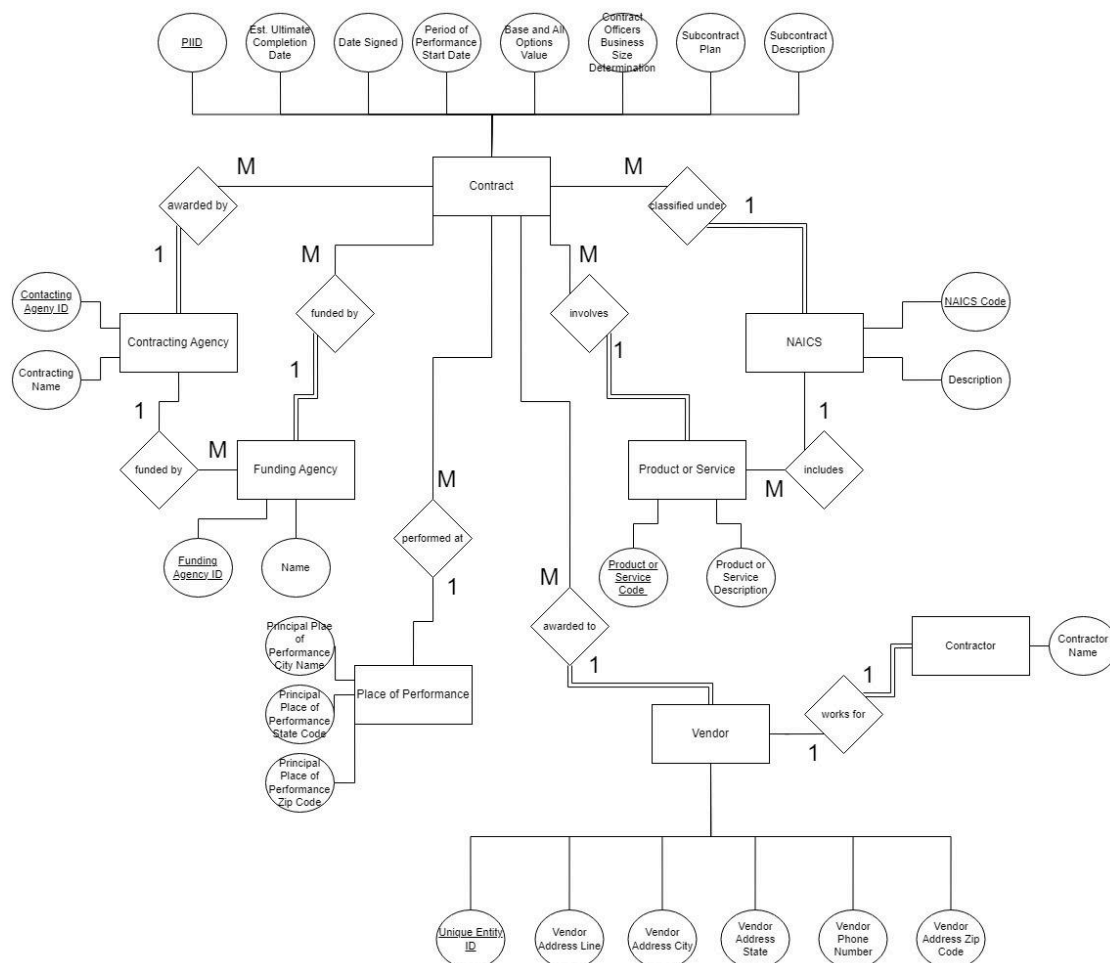 PIID
Est. Ultimate
Completion
Date
Date Signed
Period of
Performance
Start Date
Base and All
Options
Value
Contract
Officers
Business
Size
Determination
Subcontract
Plan
Subcontract
Description
M
Contract
M
awarded by
classified under
1
1
M
M
Contacting
Ageny ID
funded by
involves
NAICS Code
Contracting Agency
NAICS
Contracting
Name
1
1
Description
1
1
M
funded by
Funding Agency
Product or Service
includes
M
M
performed at
Funding
Agency ID
Name
Product or
Service
Code
Product or
Service
Description
1
M
Principal Plae
of
Performance
City Name
awarded to
Contractor
Contractor
Name
1
1
Place of Performance
Principal
Place of
Performance
State Code
works for
Vendor
1
Principal
Place of
Performance
Zip Code
Unique Entity
ID
Vendor
Address Line
Vendor
Address City
Vendor
Address
State
Vendor
Phone
Number
Vendor
Address Zip
Code